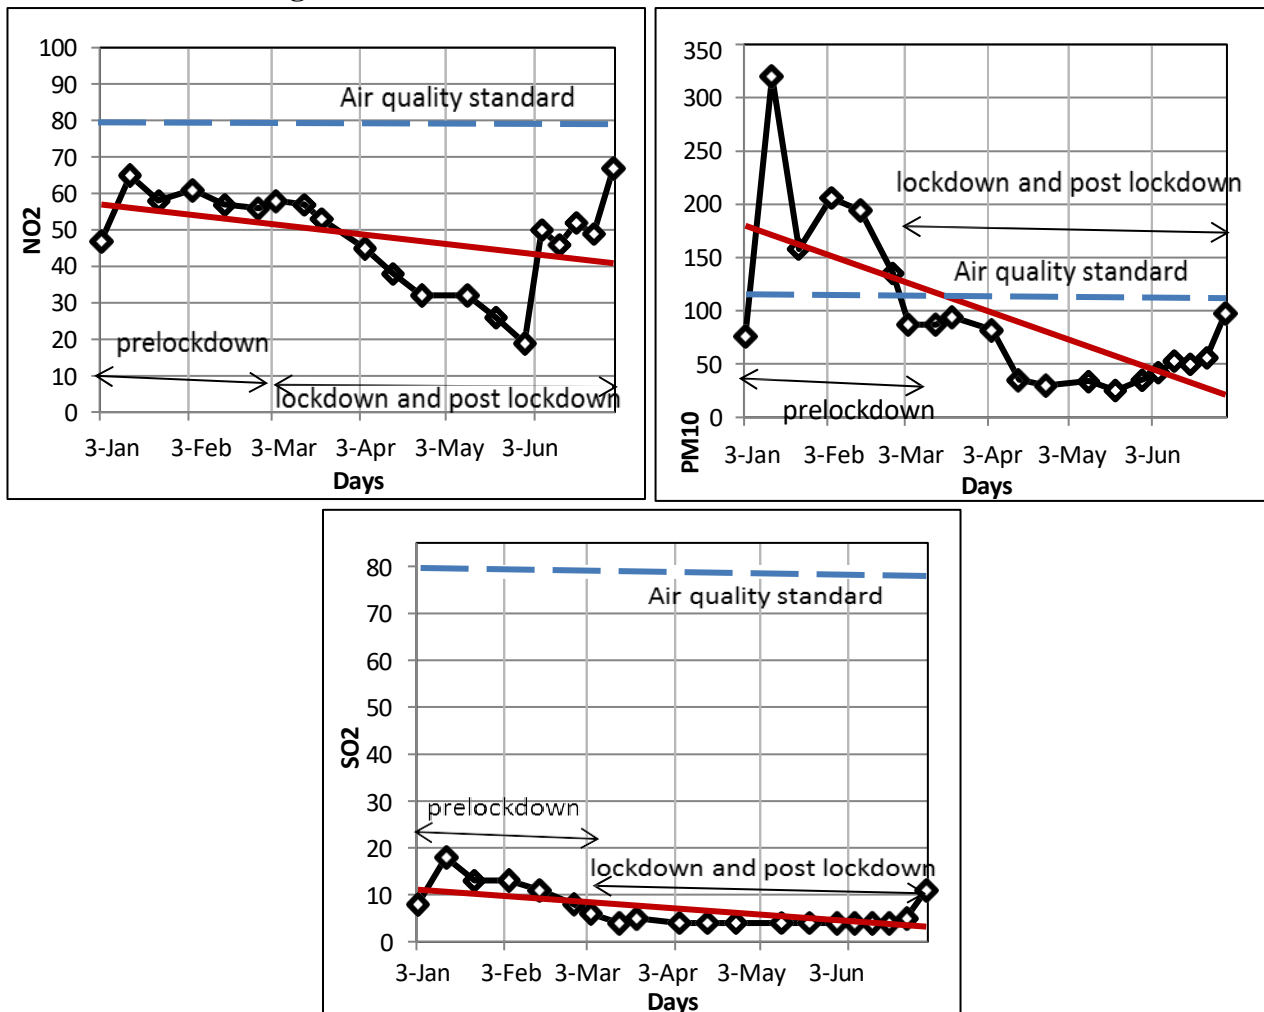 100
90
80
70
60
50
40
30
20
10
0
NO2
Air quality standard
prelockdown
lockdown and post lockdown
3-Jan 3-Feb 3-Mar 3-Apr 3-May 3-Jun
Days
350
300
250
200
150
100
50
0
PM10
lockdown and post lockdown
Air quality standard
prelockdown
3-Jan 3-Feb 3-Mar 3-Apr 3-May 3-Jun
Days
80
70
60
50
40
30
20
10
0
SO2
Air quality standard
prelockdown
lockdown and post lockdown
3-Jan 3-Feb 3-Mar 3-Apr 3-May 3-Jun
Days